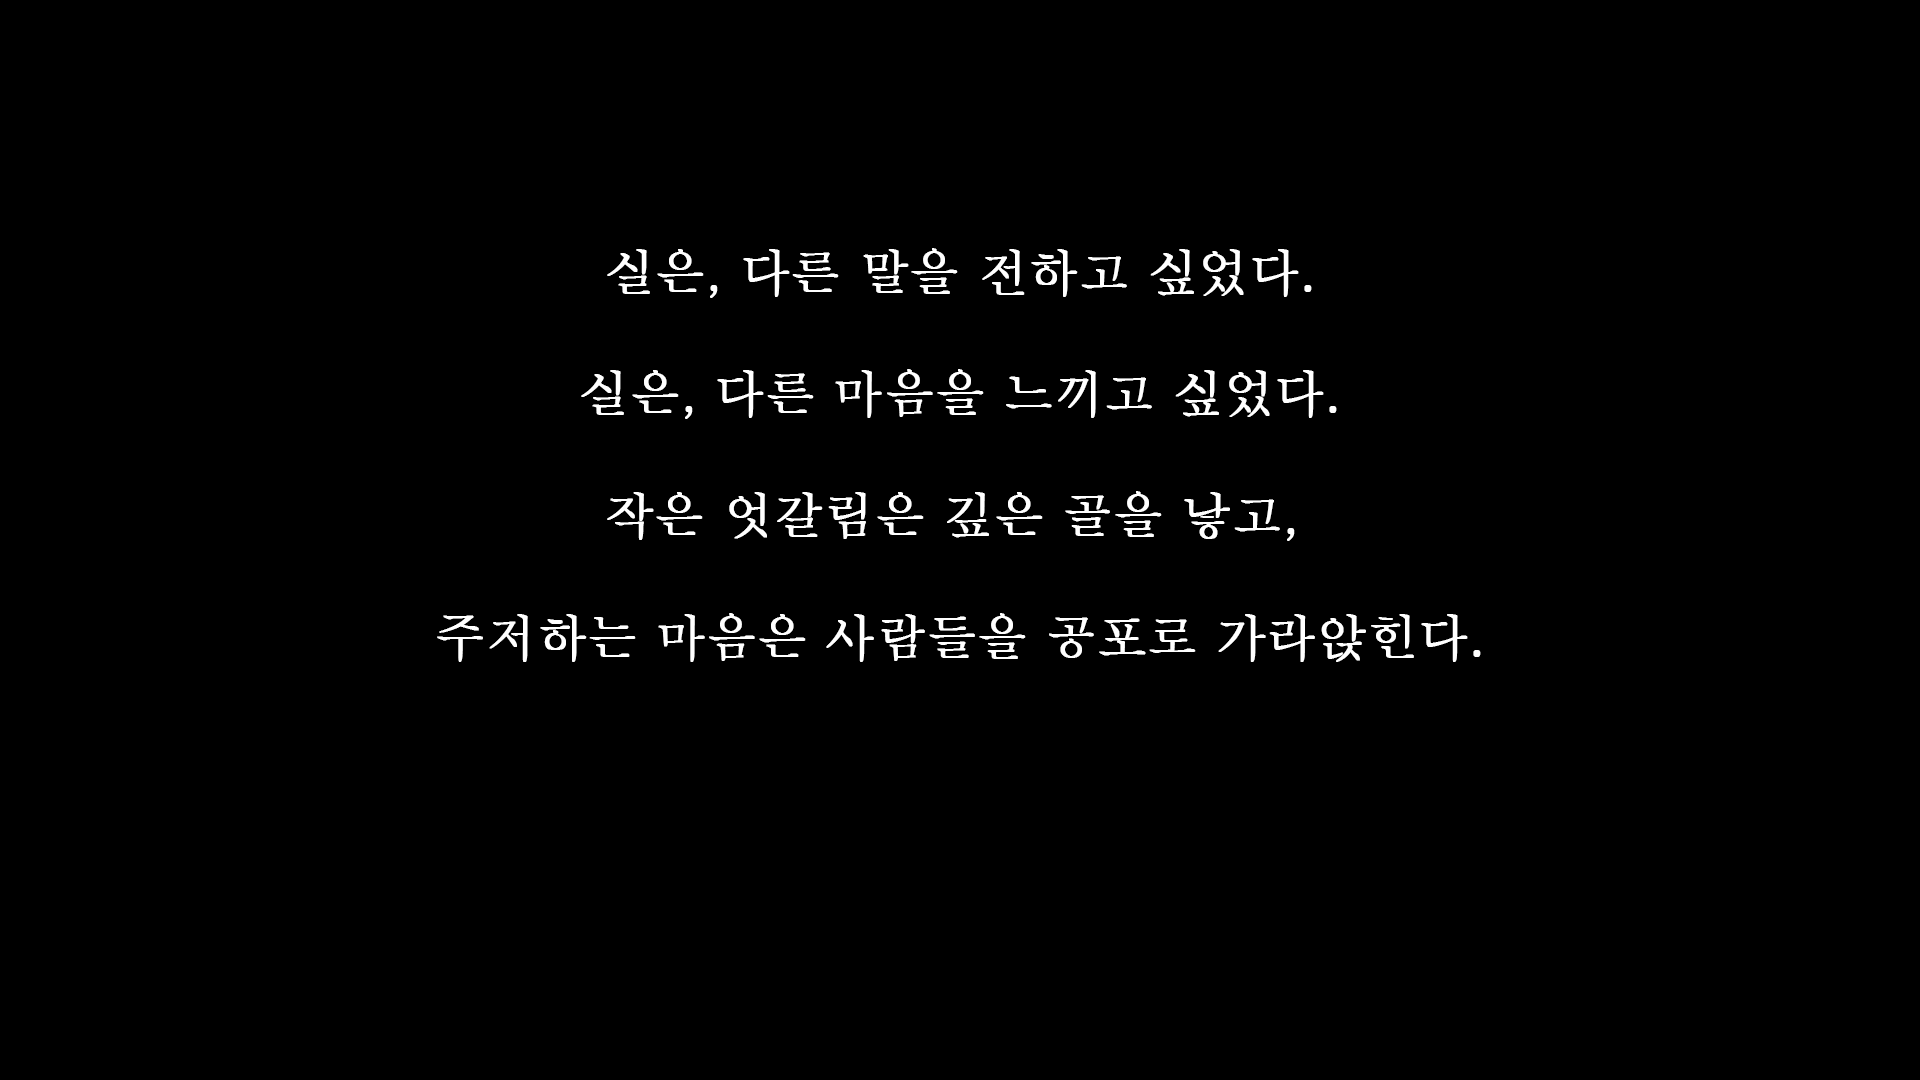 실은, 다른 말을 전하고 싶었다.
실은, 다른 마음을 느끼고 싶었다.
작은 엇갈림은 깊은 골을 낳고,
주저하는 마음은 사람들을 공포로 가라앉힌다.